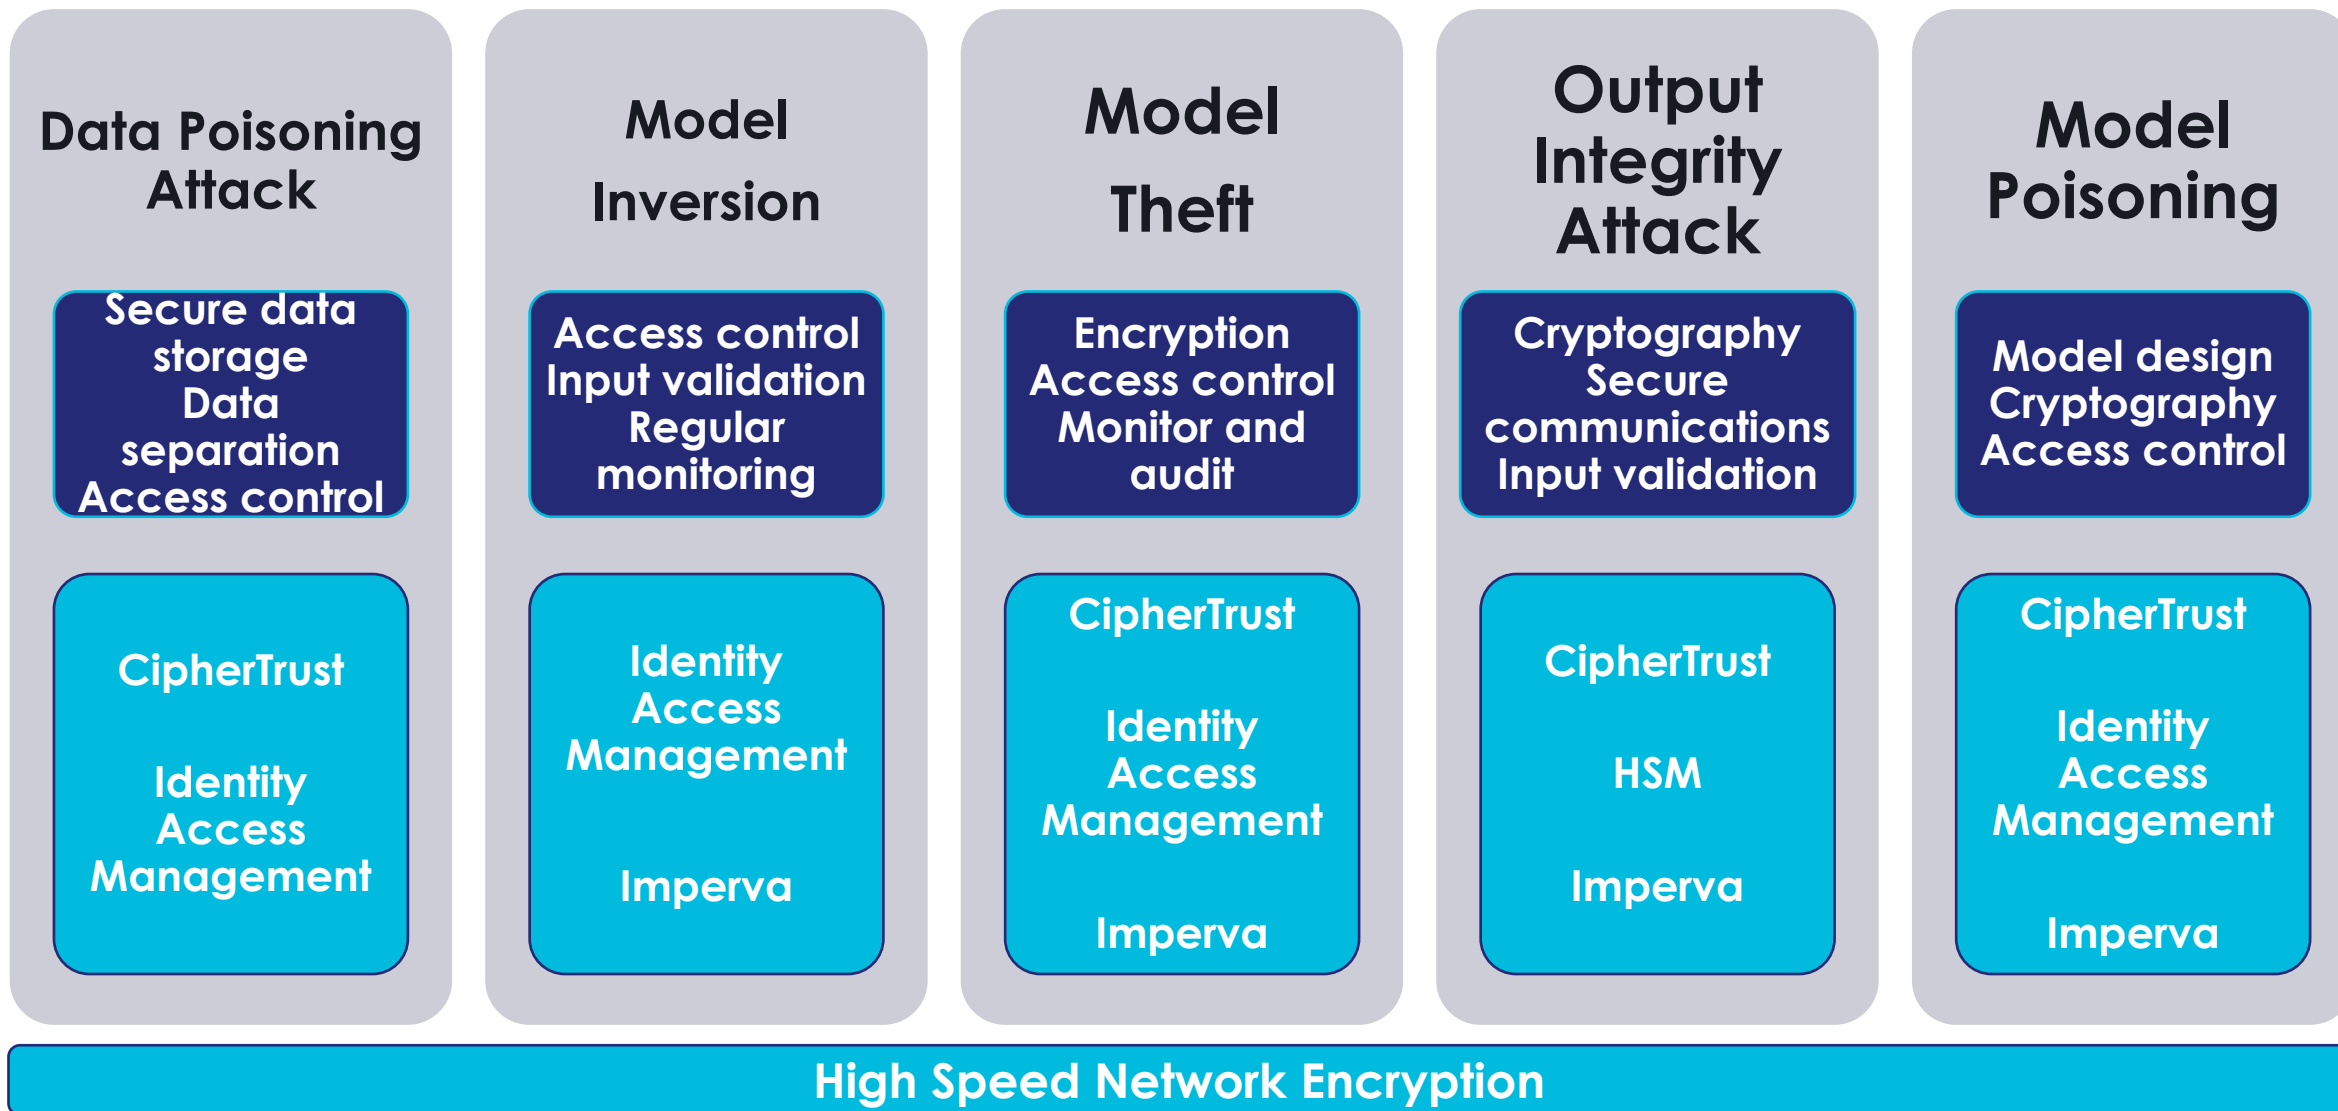 Data Poisoning
Attack
Secure data
storage
Data
separation
Access control
CipherTrust
Identity
Access
Management
Model
Inversion
Access control
Input validation
Regular
monitoring
Identity
Access
Management
Imperva
Model
Theft
Encryption
Access control
Monitor and
audit
CipherTrust
Identity
Access
Management
Imperva
Output
Integrity
Attack
Cryptography
Secure
communications
Input validation
CipherTrust
HSM
Imperva
Model
Poisoning
Model design
Cryptography
Access control
CipherTrust
Identity
Access
Management
Imperva
High Speed Network Encryption